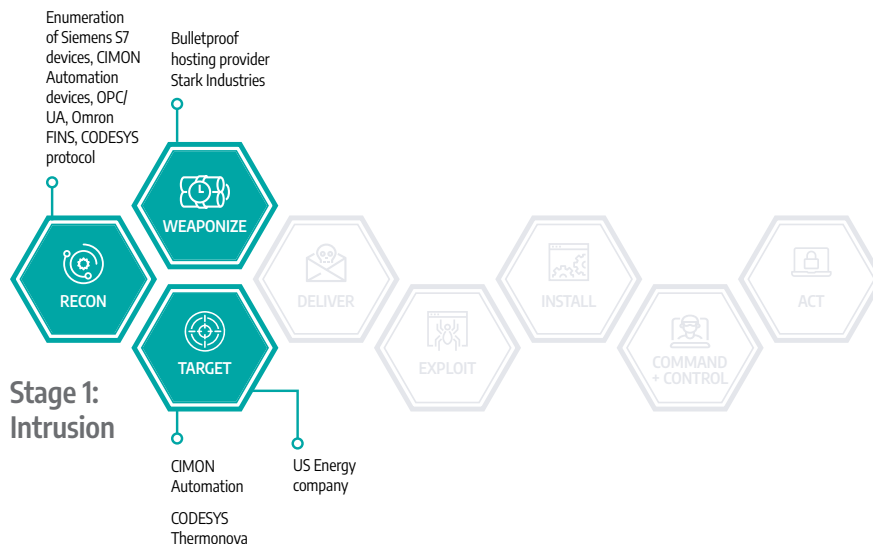 Enumeration
of Siemens S7
devices, CIMON
Automation
devices, OPC/
UA, Omron
FINS, CODESYS
protocol
Bulletproof
hosting provider
Stark Industries
WEAPONIZE
RECON
DELIVER
INSTALL
ACT
TARGET
EXPLOIT
COMMAND
+ CONTROL
Stage 1:
Intrusion
CIMON
Automation
CODESYS
Thermonova
US Energy
company